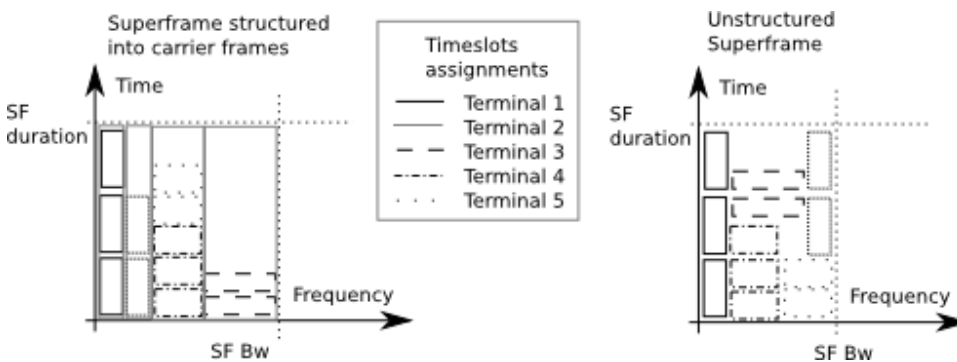 Superframe structured
into carrier frames
Time
SF
duration
Frequency
SF Bw
Timeslots
assignments
Terminal 1
Terminal 2
Terminal 3
Terminal 4
Terminal 5
Unstructured
Superframe
Time
SF
duration
Frequency
SF Bw